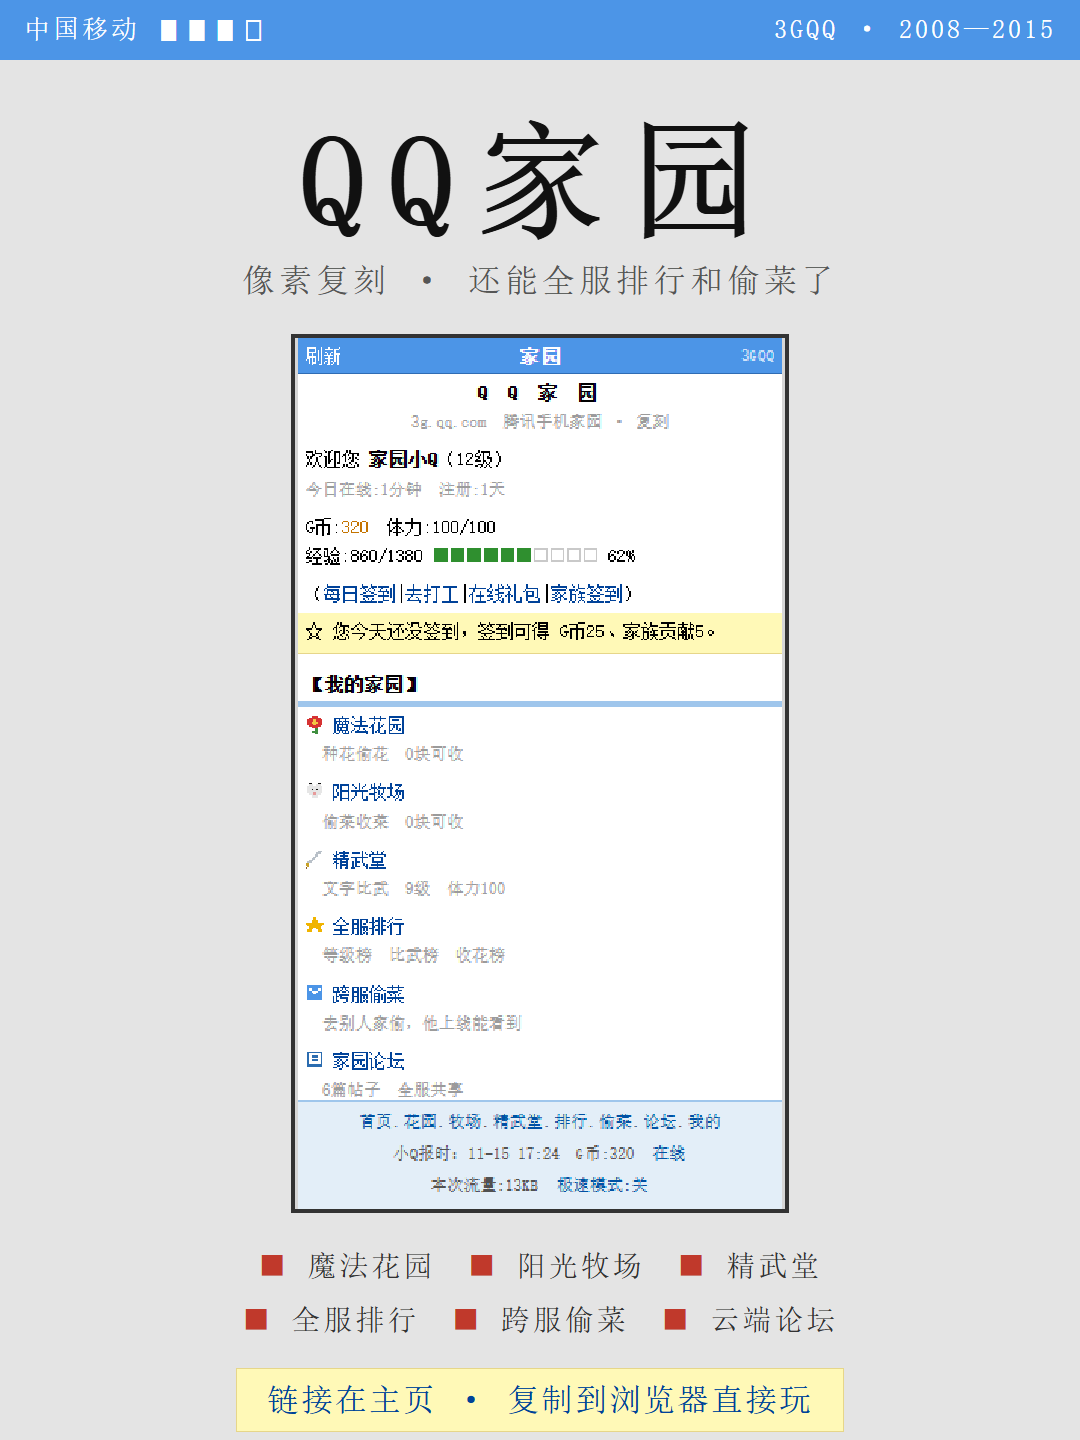 中国移动 3GQQ • 2008—2015
QQ家园
像素复刻 • 还能全服排行和偷菜了
刷新 家园 3GQQ
Q Q 家 园
3g.qq.com 腾讯手机家园 · 复刻
欢迎您 家园小Q (12级)
今日在线:1分钟 注册:1天
G币:320 体力:100/100
经验:860/1380 62%
(每日签到|去打工|在线礼包|家族签到)
☆ 您今天还没签到，签到可得 G币25、家族贡献5。
【我的家园】
魔法花园
种花偷花 0块可收
阳光牧场
偷菜收菜 0块可收
精武堂
文字比武 9级 体力100
全服排行
等级榜 比武榜 收花榜
跨服偷菜
去别人家偷，他上线能看到
家园论坛
6篇帖子 全服共享
首页.花园.牧场.精武堂.排行.偷菜.论坛.我的
小Q报时: 11-15 17:24 G币:320 在线
本次流量:13KB 极速模式:关
■ 魔法花园 ■ 阳光牧场 ■ 精武堂
■ 全服排行 ■ 跨服偷菜 ■ 云端论坛
链接在主页 • 复制到浏览器直接玩